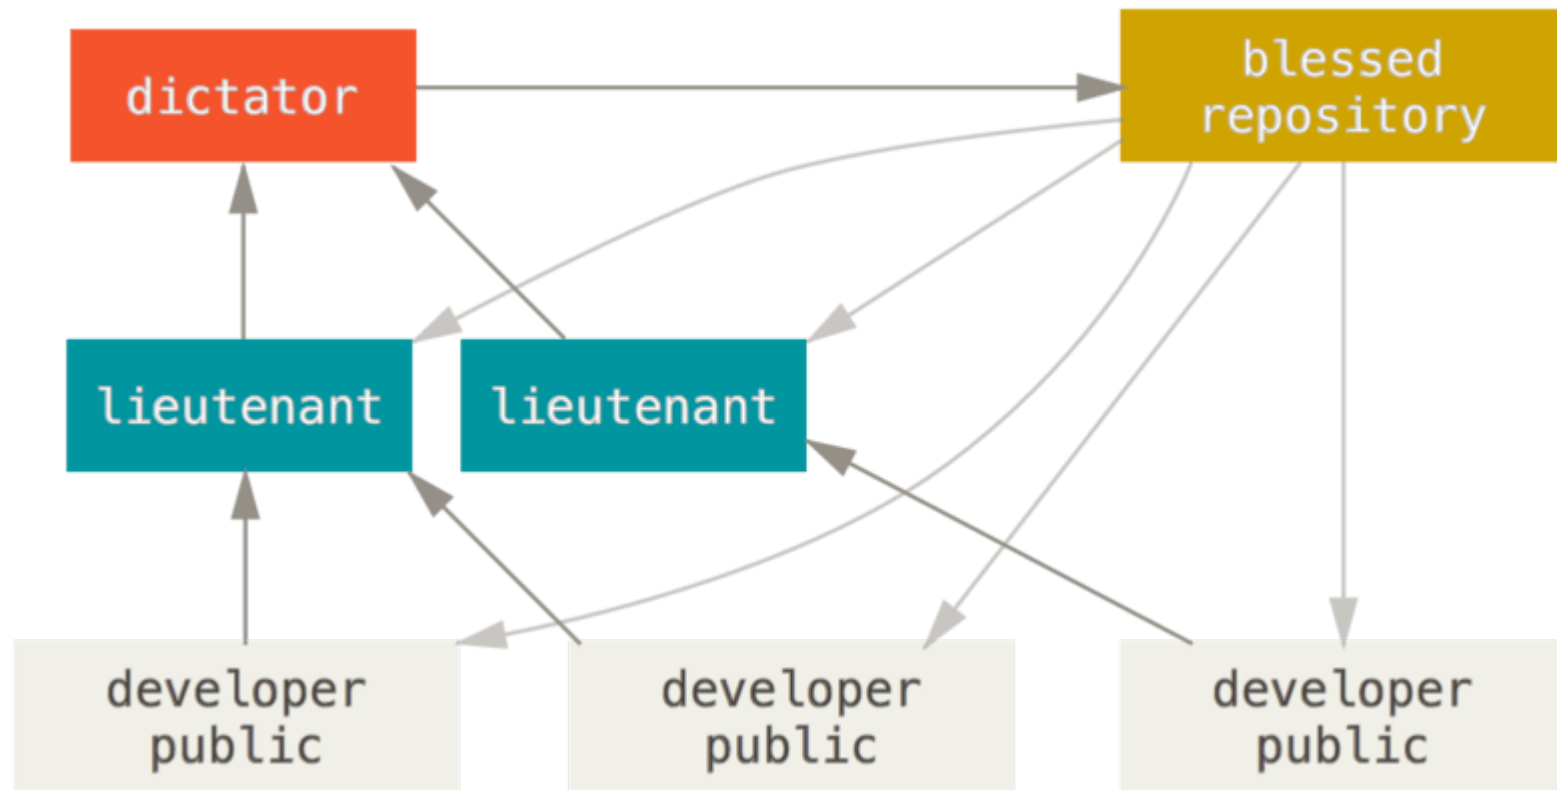 dictator
blessed
repository
lieutenant
lieutenant
developer
public
developer
public
developer
public